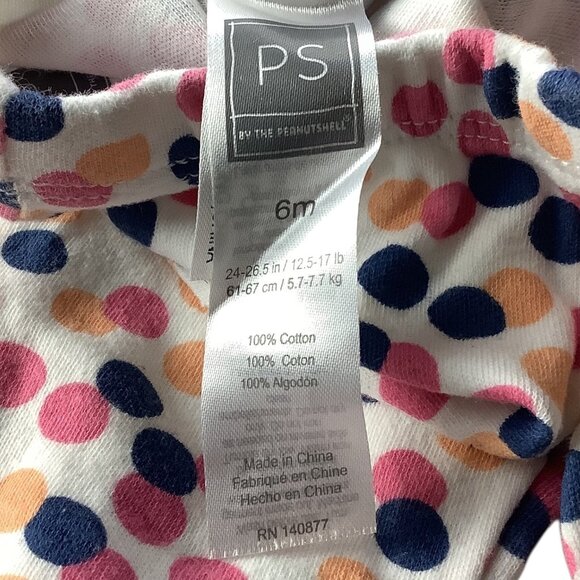 PS
BY THE PEANUTSHELL
6m
24-26.5 in / 12.5-17 lb
61-67 cm / 5.7-7.7 kg
100% Cotton
100% Coton
100% Algodón
Made in China
Fabriqué en Chine
Hecho en China
RN 140877